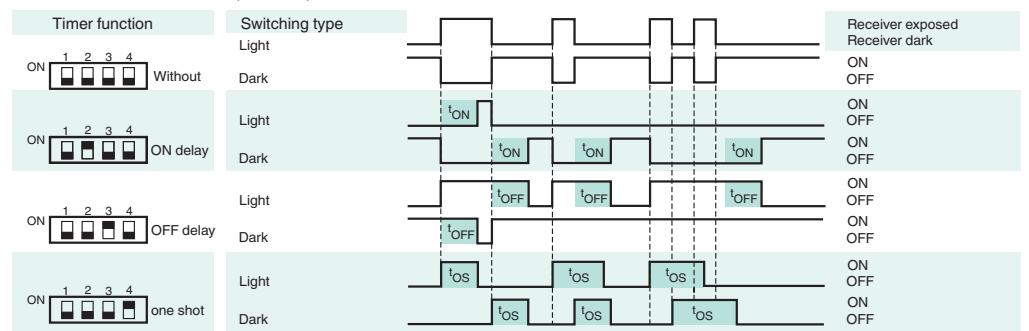 Timer function Switching type Receiver exposed
Light Receiver dark
ON 1 2 3 4 Without Dark ON
OFF
Light tON ON
OFF
ON 1 2 3 4 ON delay Dark tON tON tON ON
OFF
Light tOFF tOFF tOFF ON
OFF
ON 1 2 3 4 OFF delay Dark tOFF ON
OFF
Light tOS tOS tOS ON
OFF
ON 1 2 3 4 one shot Dark tOS tOS tOS ON
OFF